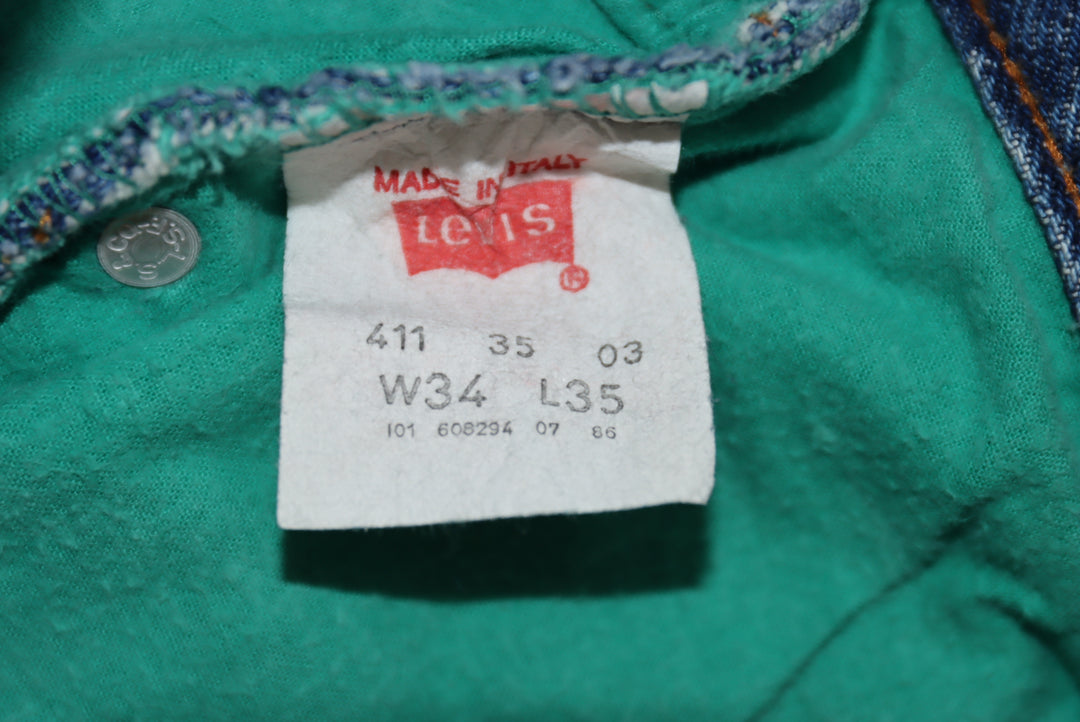 MADE IN ITALY
LeVIS
®
411 35 03
W34 L35
101 608294 07 86